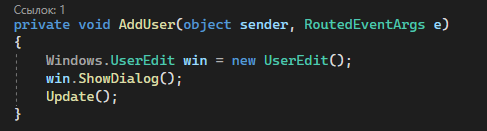 Ссылок: 1
private void AddUser(object sender, RoutedEventArgs e)
{
Windows.UserEdit win = new UserEdit();
win.ShowDialog();
Update();
}